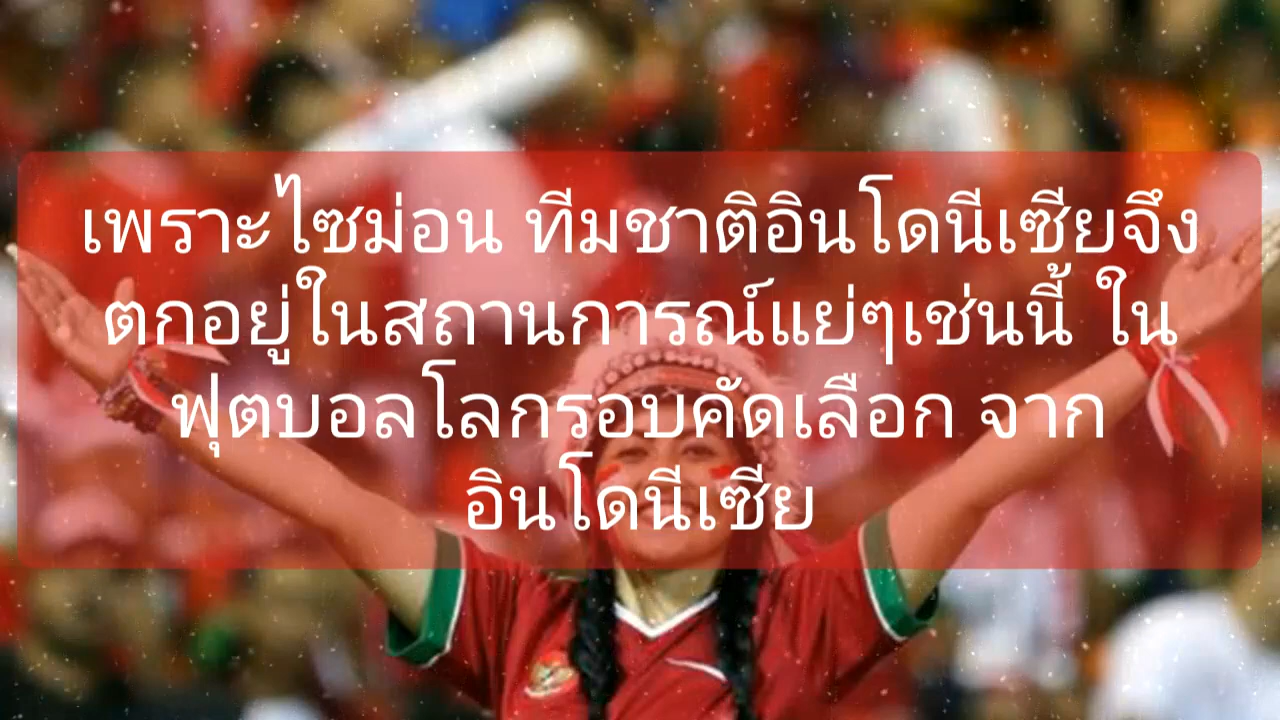 เพราะไซม่อน ทีมชาติอินโดนีเซียจึง
ตกอยู่ในสถานการณ์แย่ๆเช่นนี้ ใน
ฟุตบอลโลกรอบคัดเลือก จาก
อินโดนีเซีย